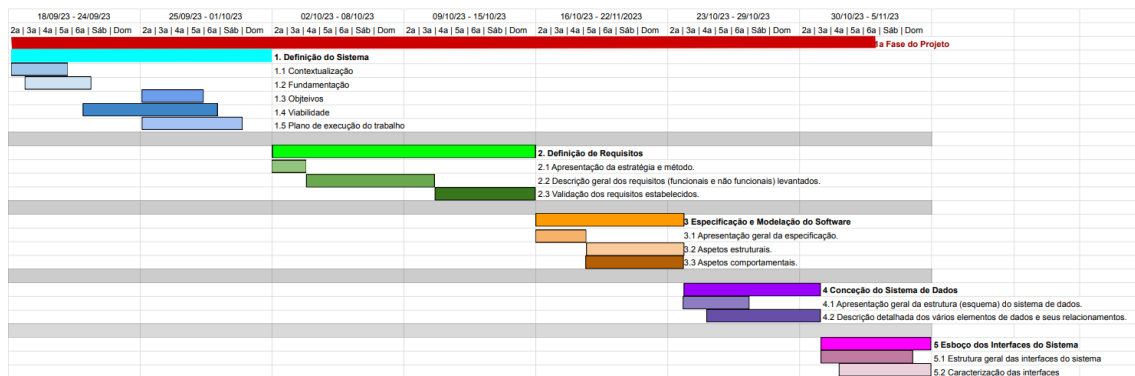 18/09/23 - 24/09/23 25/09/23 - 01/10/23 02/10/23 - 08/10/23 09/10/23 - 15/10/23 16/10/23 - 22/11/2023 23/10/23 - 29/10/23 30/10/23 - 5/11/23
2a | 3a | 4a | 5a | 6a | Sáb | Dom 2a | 3a | 4a | 5a | 6a | Sáb | Dom 2a | 3a | 4a | 5a | 6a | Sáb | Dom 2a | 3a | 4a | 5a | 6a | Sáb | Dom 2a | 3a | 4a | 5a | 6a | Sáb | Dom 2a | 3a | 4a | 5a | 6a | Sáb | Dom 2a | 3a | 4a | 5a | 6a | Sáb | Dom
1a Fase do Projeto
1. Definição do Sistema
1.1 Contextualização
1.2 Fundamentação
1.3 Objteivos
1.4 Viabilidade
1.5 Plano de execução do trabalho
2. Definição de Requisitos
2.1 Apresentação da estratégia e método.
2.2 Descrição geral dos requisitos (funcionais e não funcionais) levantados.
2.3 Validação dos requisitos estabelecidos.
3 Especificação e Modelação do Software
3.1 Apresentação geral da especificação.
3.2 Aspetos estruturais.
3.3 Aspetos comportamentais.
4 Conceção do Sistema de Dados
4.1 Apresentação geral da estrutura (esquema) do sistema de dados.
4.2 Descrição detalhada dos vários elementos de dados e seus relacionamentos.
5 Esboço dos Interfaces do Sistema
5.1 Estrutura geral das interfaces do sistema
5.2 Caracterização das interfaces